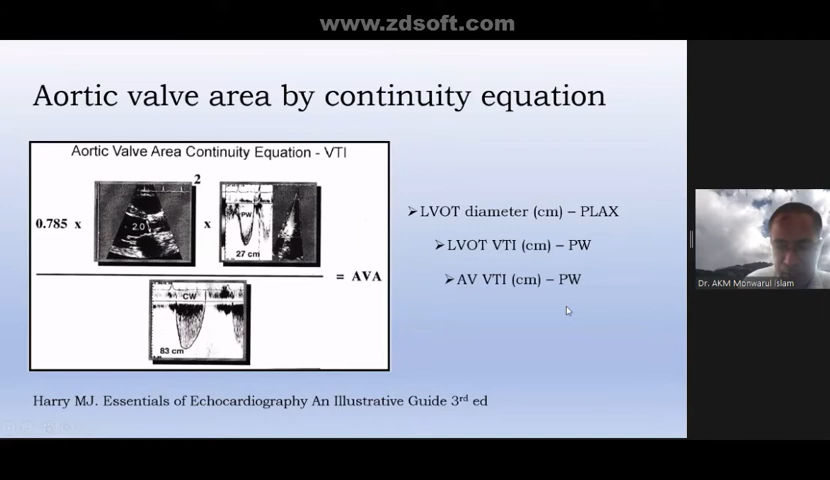 www.zdsoft.com
Aortic valve area by continuity equation
Aortic Valve Area Continuity Equation - VTI
2
0.785 x
2.0
x
PW
27 cm
= AVA
CW
83 cm
➢LVOT diameter (cm) – PLAX
➢LVOT VTI (cm) – PW
➢AV VTI (cm) – PW
Dr. AKM Monwarul Islam
Harry MJ. Essentials of Echocardiography An Illustrative Guide 3rd ed